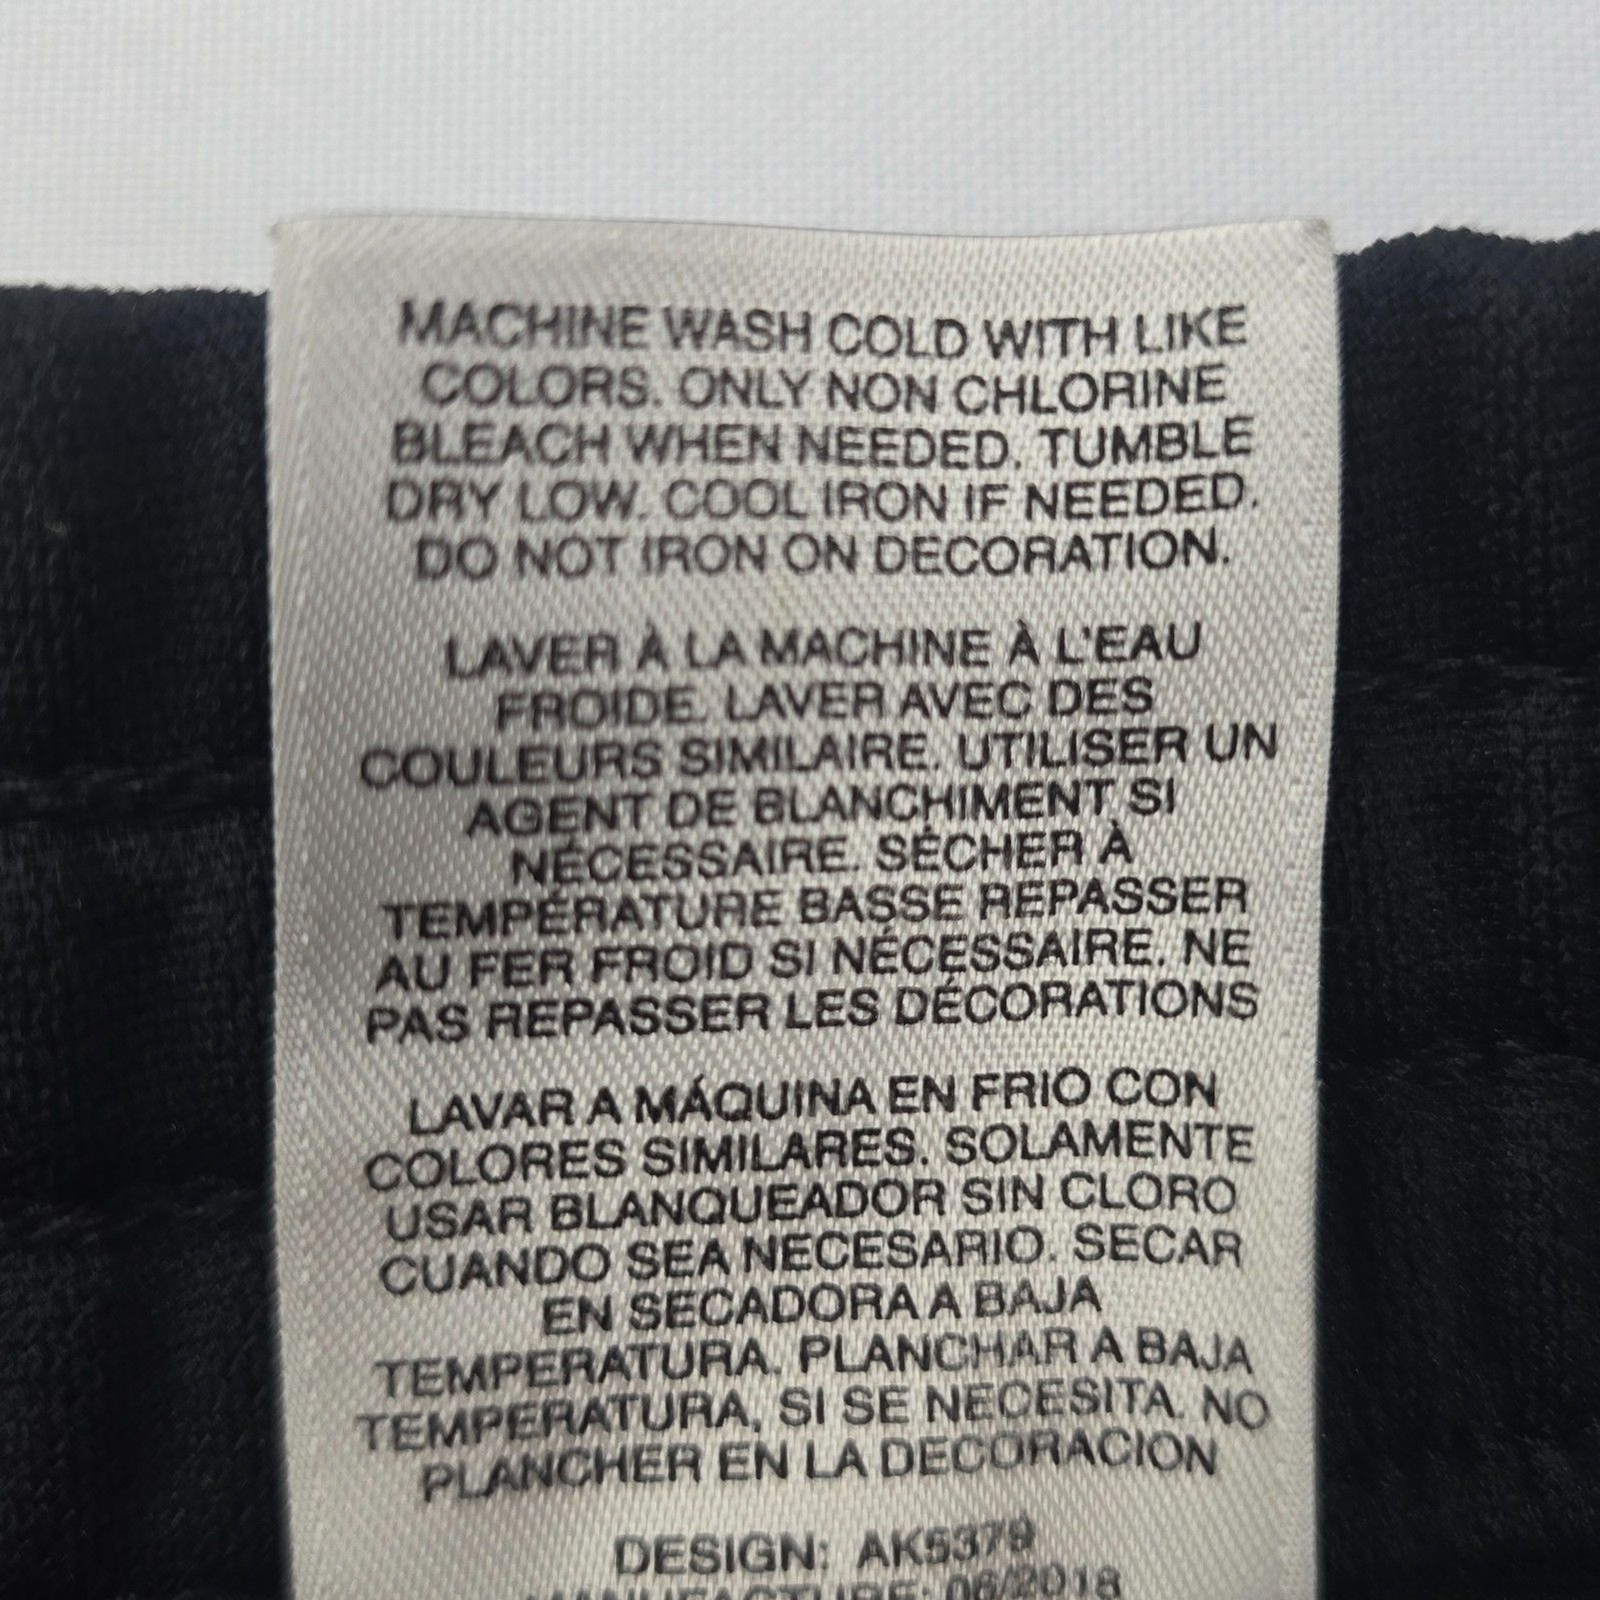 MACHINE WASH COLD WITH LIKE
COLORS. ONLY NON CHLORINE
BLEACH WHEN NEEDED. TUMBLE
DRY LOW. COOL IRON IF NEEDED.
DO NOT IRON ON DECORATION.
LAVER À LA MACHINE À L'EAU
FROIDE. LAVER AVEC DES
COULEURS SIMILAIRE. UTILISER UN
AGENT DE BLANCHIMENT SI
NÉCESSAIRE. SÉCHER À
TEMPÉRATURE BASSE REPASSER
AU FER FROID SI NÉCESSAIRE. NE
PAS REPASSER LES DÉCORATIONS
LAVAR A MÁQUINA EN FRIO CON
COLORES SIMILARES. SOLAMENTE
USAR BLANQUEADOR SIN CLORO
CUANDO SEA NECESARIO. SECAR
EN SECADORA A BAJA
TEMPERATURA. PLANCHAR A BAJA
TEMPERATURA, SI SE NECESITA. NO
PLANCHER EN LA DECORACION
DESIGN: AK5379
MANUFACTURE: 06/2018